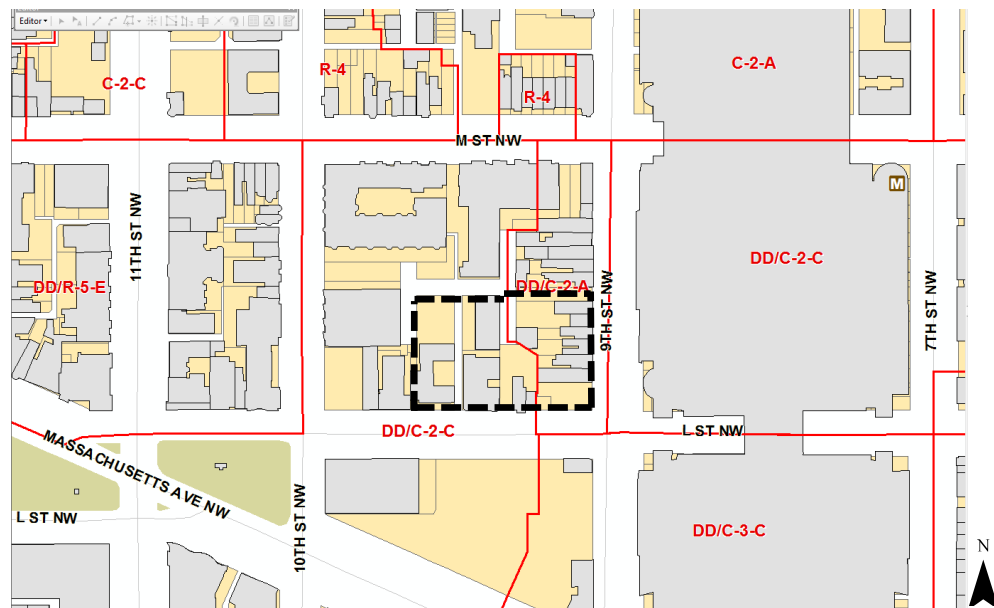 Editor
C-2-C
R-4
R-4
C-2-A
M ST NW
M
11TH ST NW
DD/R-5-E
DD/C-2-A
9TH ST NW
DD/C-2-C
7TH ST NW
DD/C-2-C
L ST NW
MASSACHUSETTS AVE NW
L ST NW
10TH ST NW
DD/C-3-C
N